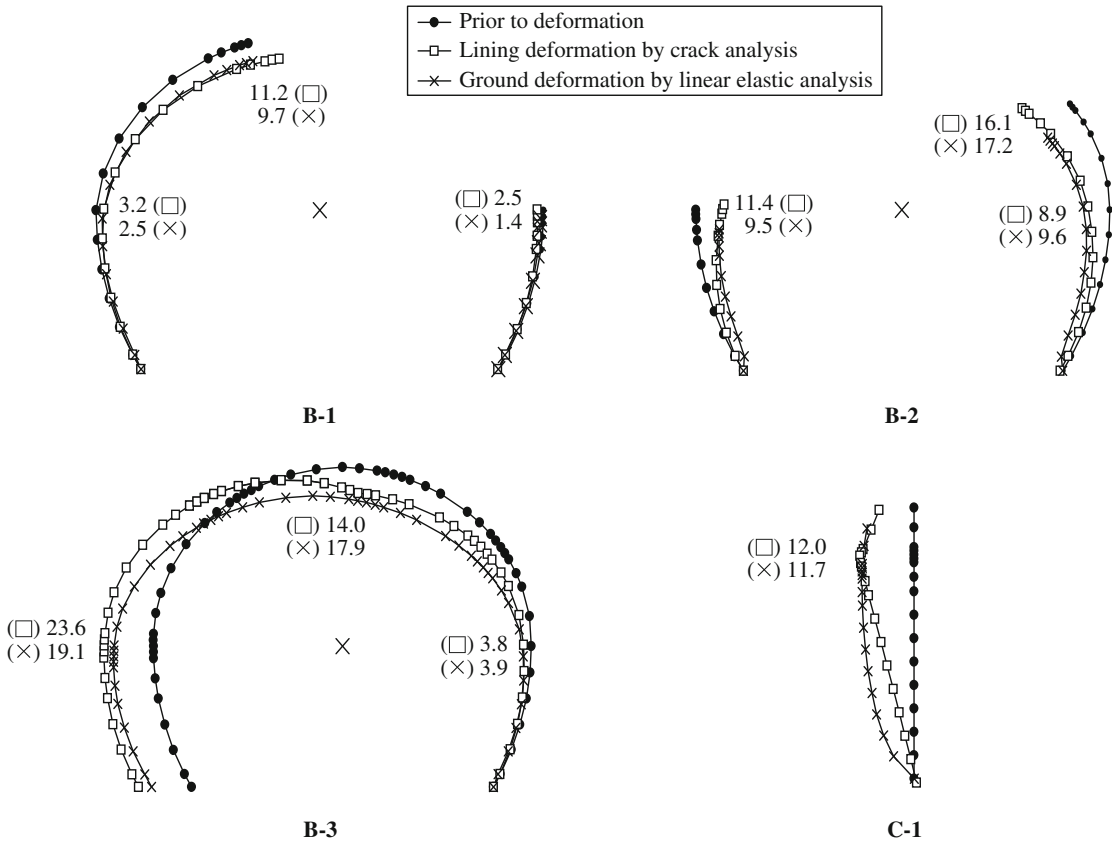 Prior to deformation
Lining deformation by crack analysis
Ground deformation by linear elastic analysis
11.2 (□)
9.7 (×)
3.2 (□)
2.5 (×)
(□) 2.5
(×) 1.4
B-1
(□) 16.1
(×) 17.2
11.4 (□)
9.5 (×)
(□) 8.9
(×) 9.6
B-2
(□) 14.0
(×) 17.9
(□) 23.6
(×) 19.1
(□) 3.8
(×) 3.9
B-3
(□) 12.0
(×) 11.7
C-1